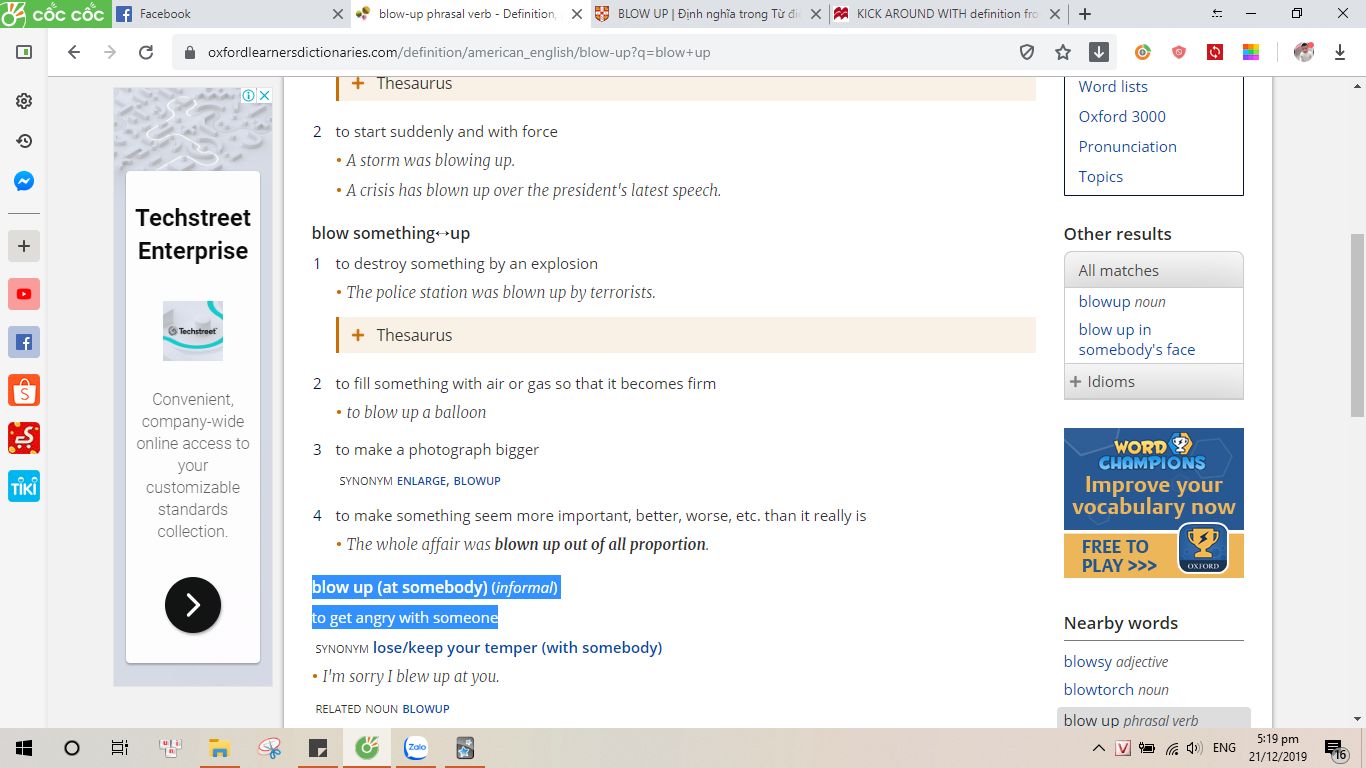 cốc cốc
Facebook
blow-up phrasal verb - Definition,
BLOW UP | Định nghĩa trong Từ điể
KICK AROUND WITH definition fro
oxfordlearnersdictionaries.com/definition/american_english/blow-up?q=blow+up
Thesaurus
2 to start suddenly and with force
• A storm was blowing up.
• A crisis has blown up over the president's latest speech.
blow something↔up
1 to destroy something by an explosion
• The police station was blown up by terrorists.
Thesaurus
2 to fill something with air or gas so that it becomes firm
• to blow up a balloon
3 to make a photograph bigger
SYNONYM ENLARGE, BLOWUP
4 to make something seem more important, better, worse, etc. than it really is
• The whole affair was blown up out of all proportion.
blow up (at somebody) (informal)
to get angry with someone
SYNONYM lose/keep your temper (with somebody)
• I'm sorry I blew up at you.
RELATED NOUN BLOWUP
Techstreet
Enterprise
Techstreet
Convenient,
company-wide
online access to
your
customizable
standards
collection.
Word lists
Oxford 3000
Pronunciation
Topics
Other results
All matches
blowup noun
blow up in
somebody's face
Idioms
WORD
CHAMPIONS
Improve your
vocabulary now
FREE TO
PLAY >>>
OXFORD
Nearby words
blowsy adjective
blowtorch noun
blow up phrasal verb
TIKI
Zalo
V
ENG
5:19 pm
21/12/2019
16